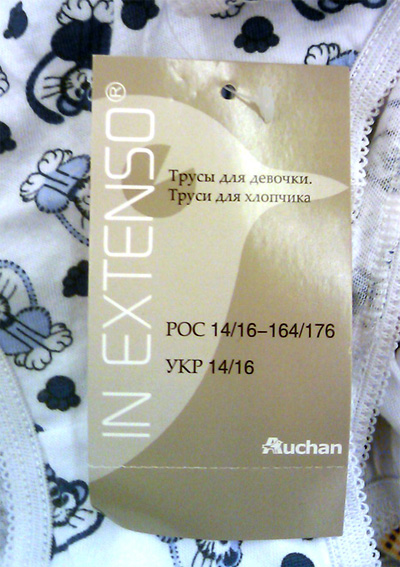 IN EXTENSO®
Трусы для девочки.
Труси для хлопчика
РОС 14/16–164/176
УКР 14/16
Auchan